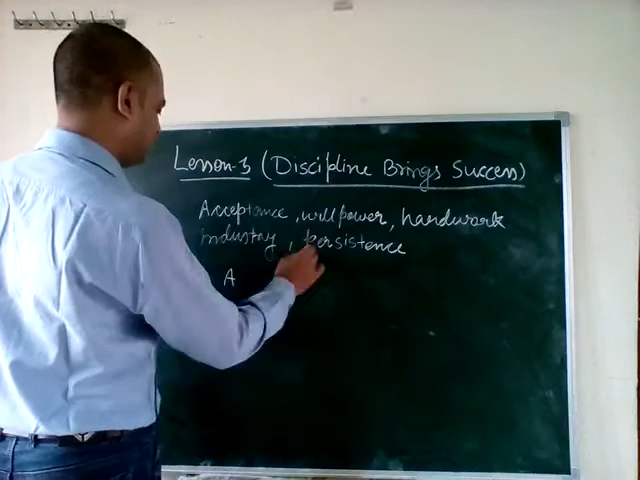 Lesson-3 (Discipline Brings Success)
Acceptance, willpower, hardwork
industry, Persistence
A